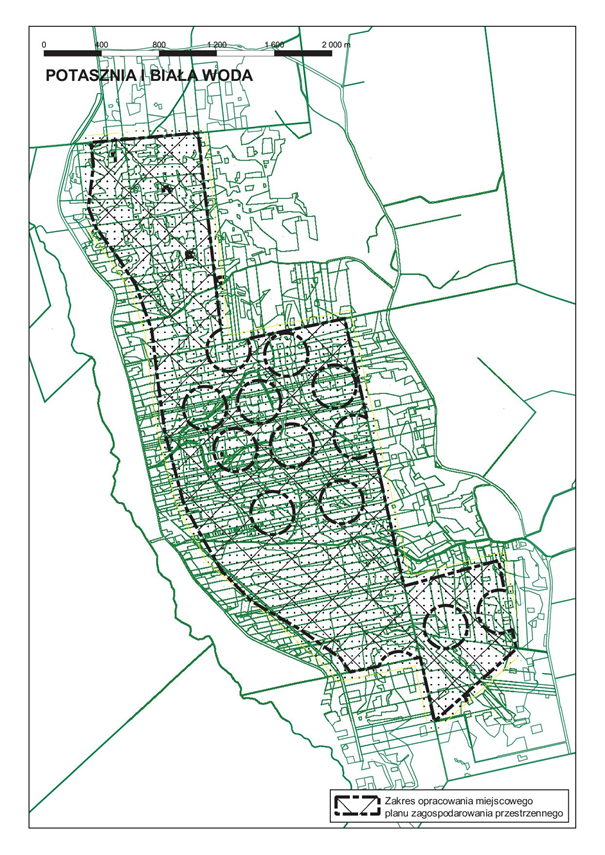 0 400 800 1 200 1 600 2 000 m
POTASZNIA I BIAŁA WODA
Zakres opracowania miejscowego
planu zagospodarowania przestrzennego